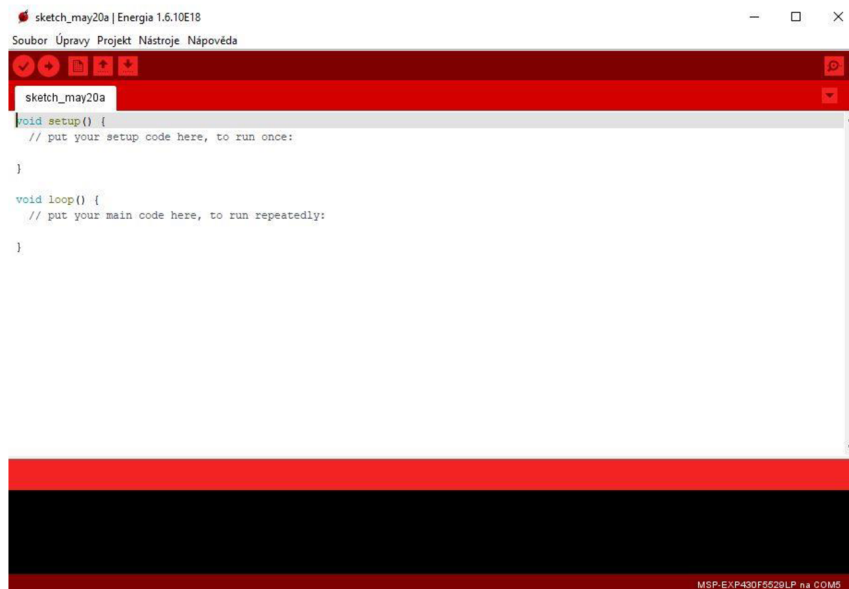 sketch_may20a | Energia 1.6.10E18
Soubor Úpravy Projekt Nástroje Nápověda
sketch_may20a
void setup() {
// put your setup code here, to run once:
}
void loop() {
// put your main code here, to run repeatedly:
}
MSP-EXP430F5529LP na COM5